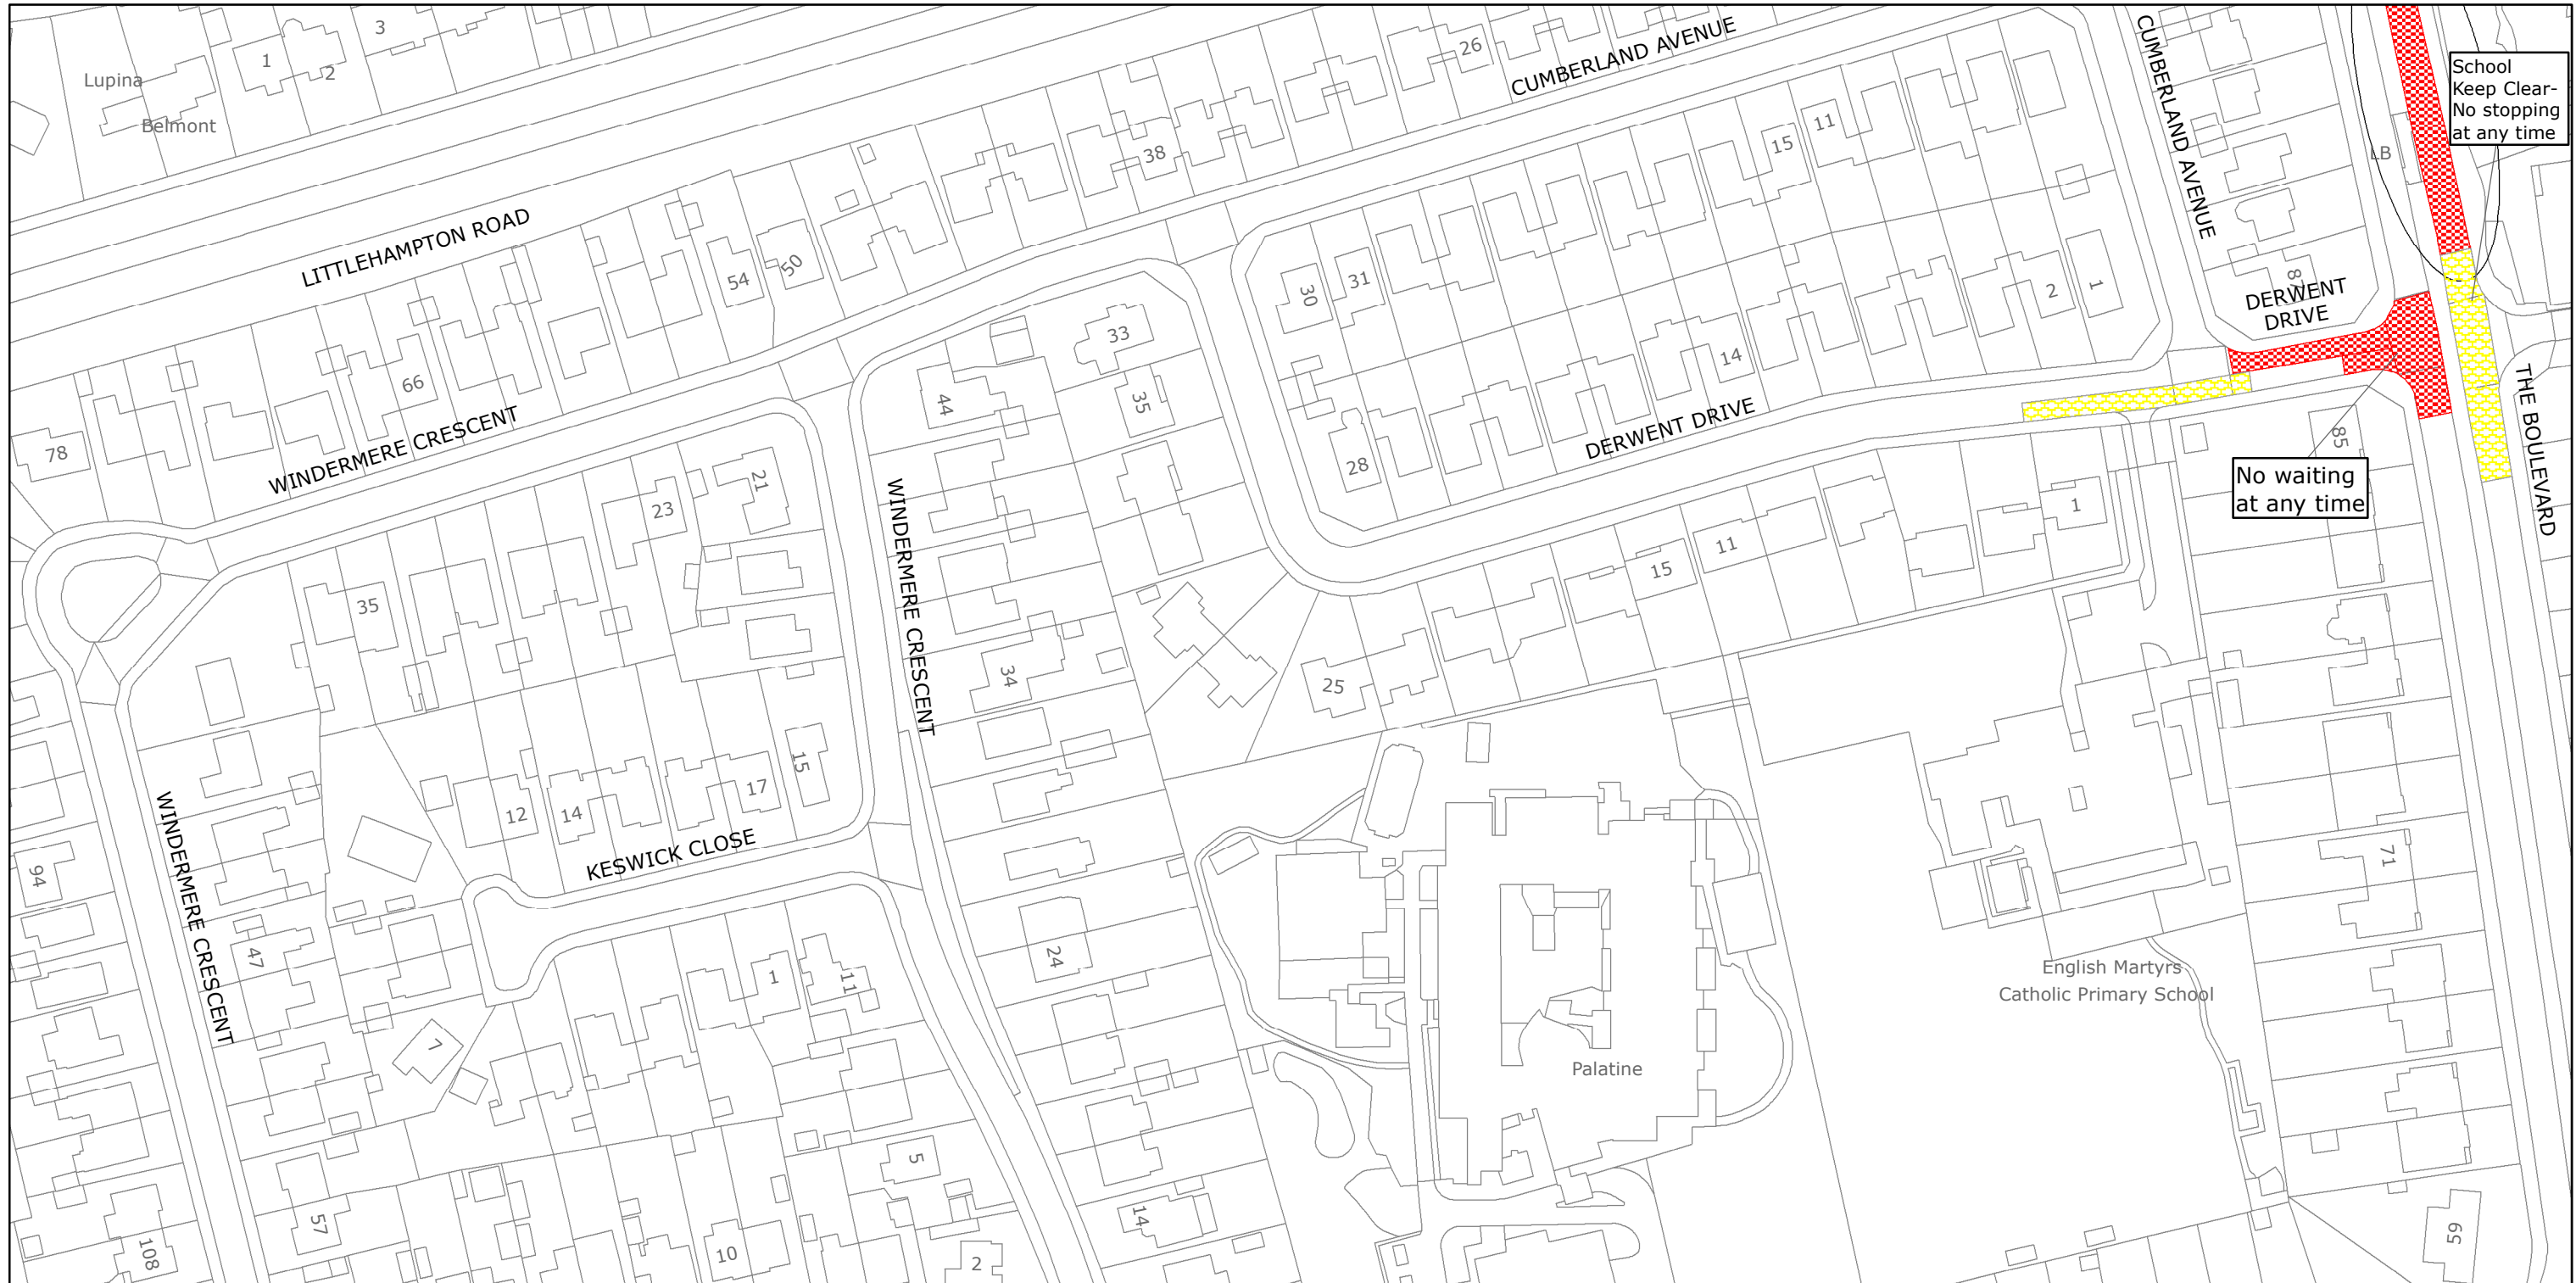 Lupina
Belmont
1
2
3
26
CUMBERLAND AVENUE
CUMBERLAND AVENUE
School
Keep Clear-
No stopping
at any time
LB
38
15
11
LITTLEHAMPTON ROAD
54
50
30
31
2
1
87
DERWENT
DRIVE
33
14
66
44
35
78
WINDERMERE CRESCENT
28
DERWENT DRIVE
THE BOULEVARD
85
No waiting
at any time
21
23
1
WINDERMERE CRESCENT
11
15
35
34
25
12
14
17
15
KESWICK CLOSE
WINDERMERE CRESCENT
94
71
47
1
11
24
English Martyrs
Catholic Primary School
7
Palatine
5
57
108
10
2
14
59